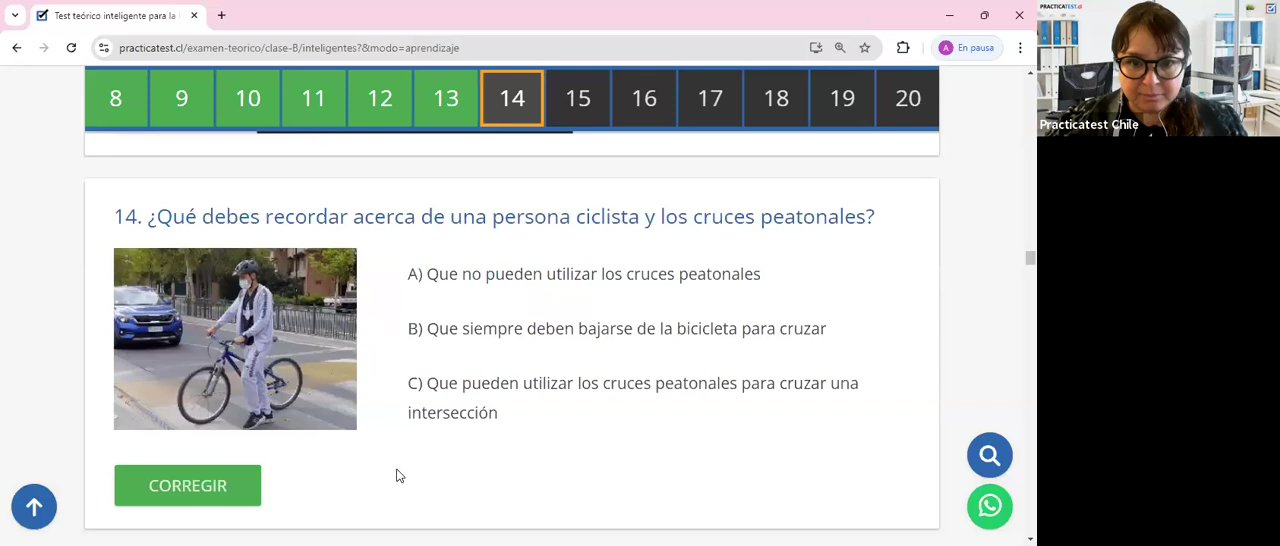 Test teórico inteligente para la
practicatest.cl/examen-teorico/clase-B/inteligentes?&modo=aprendizaje
A
En pausa
PRACTICATEST.cl
Practicatest Chile
8 9 10 11 12 13 14 15 16 17 18 19 20
14. ¿Qué debes recordar acerca de una persona ciclista y los cruces peatonales?
A) Que no pueden utilizar los cruces peatonales
B) Que siempre deben bajarse de la bicicleta para cruzar
C) Que pueden utilizar los cruces peatonales para cruzar una
intersección
CORREGIR